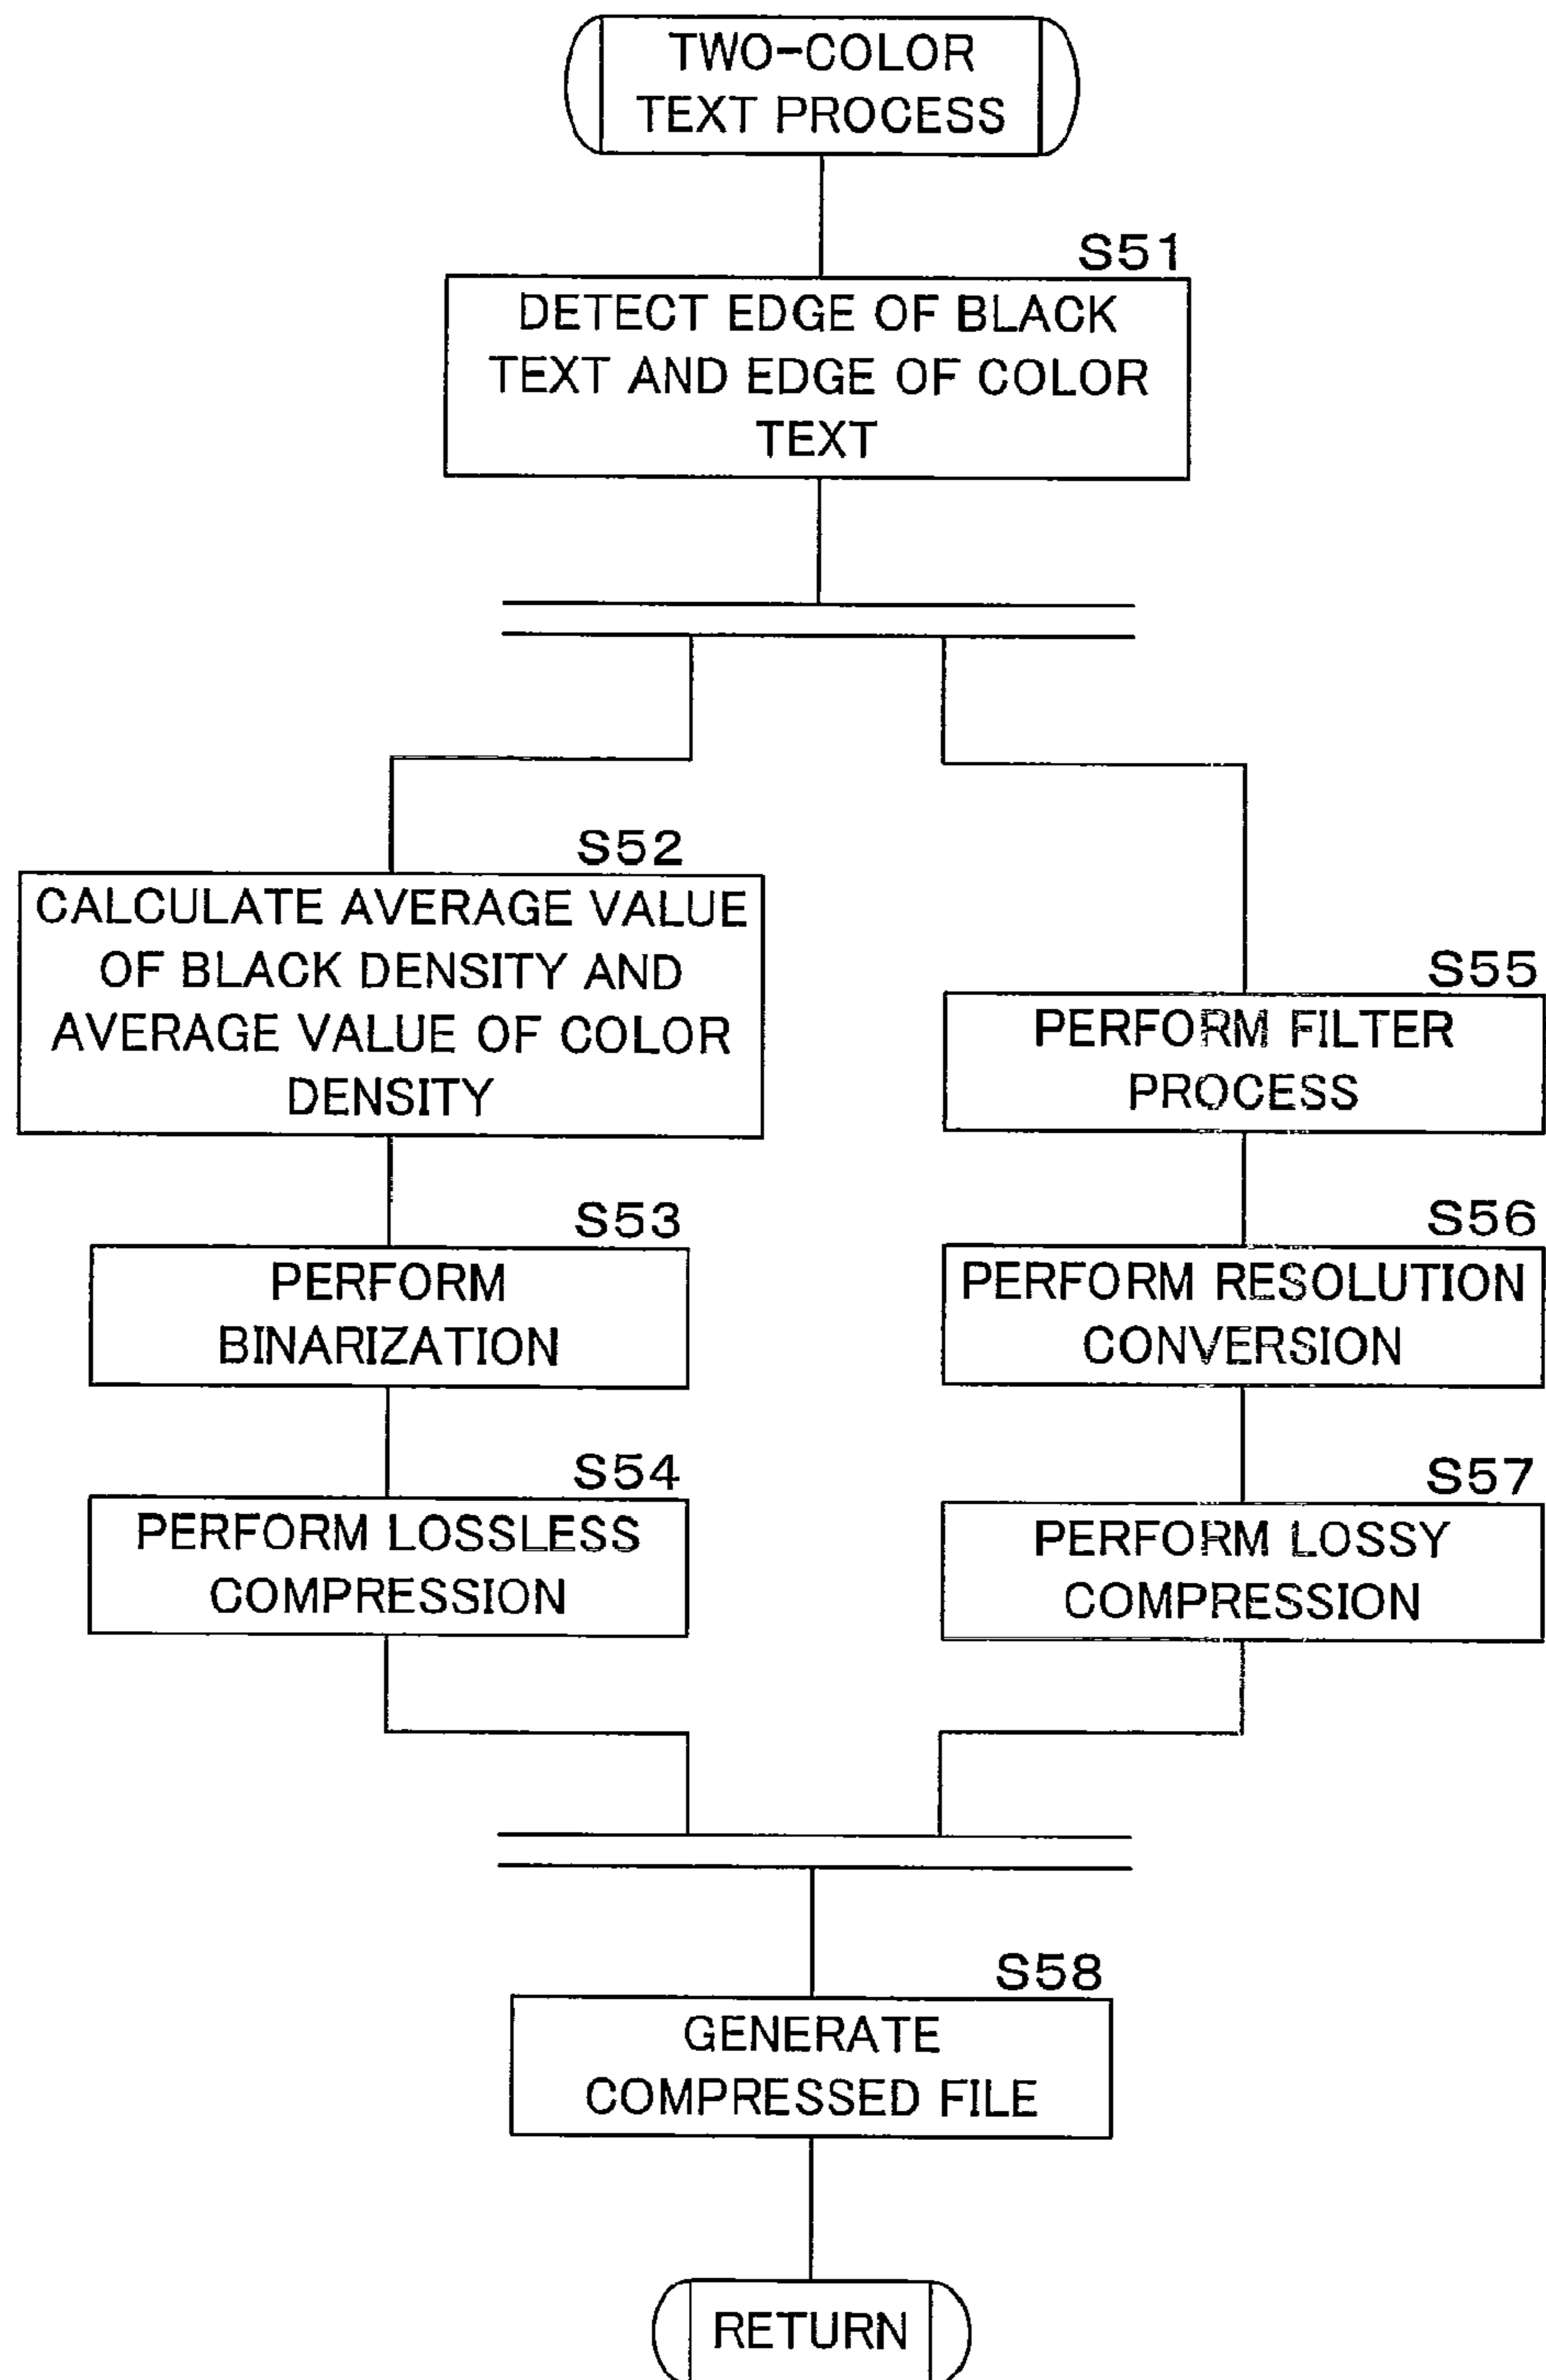 TWO-COLOR
TEXT PROCESS
S51
DETECT EDGE OF BLACK
TEXT AND EDGE OF COLOR
TEXT
S52
CALCULATE AVERAGE VALUE
OF BLACK DENSITY AND
AVERAGE VALUE OF COLOR
DENSITY
S53
PERFORM
BINARIZATION
S54
PERFORM LOSSLESS
COMPRESSION
S55
PERFORM FILTER
PROCESS
S56
PERFORM RESOLUTION
CONVERSION
S57
PERFORM LOSSY
COMPRESSION
S58
GENERATE
COMPRESSED FILE
RETURN